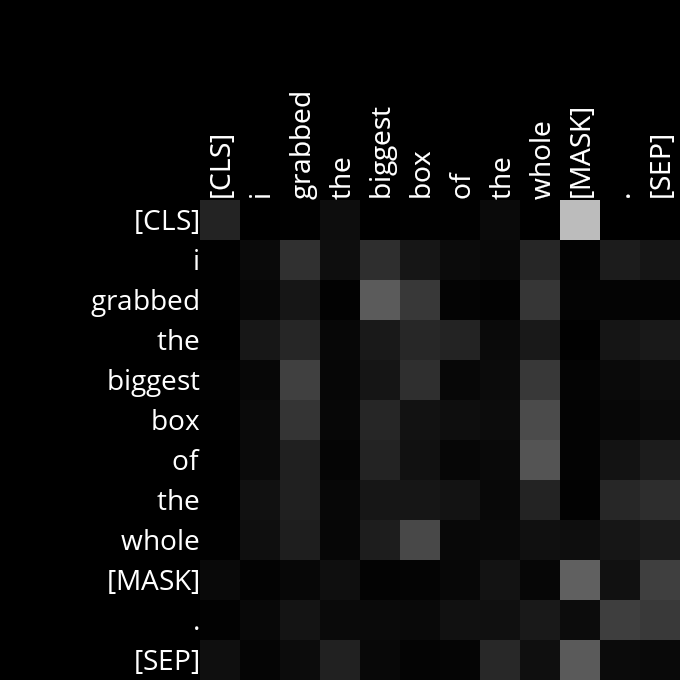 [CLS] i grabbed the biggest box of the whole [MASK] . [SEP]
[CLS]
i
grabbed
the
biggest
box
of
the
whole
[MASK]
.
[SEP]